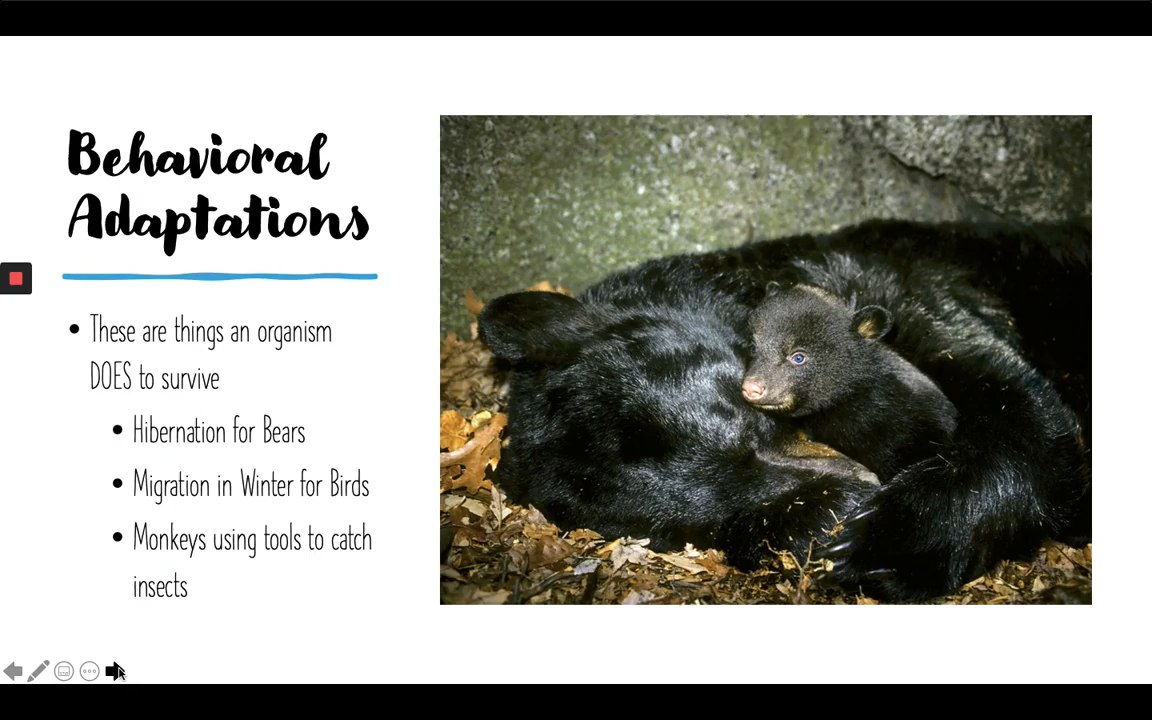 Behavioral
Adaptations
• These are things an organism
DOES to survive
• Hibernation for Bears
• Migration in Winter for Birds
• Monkeys using tools to catch
insects